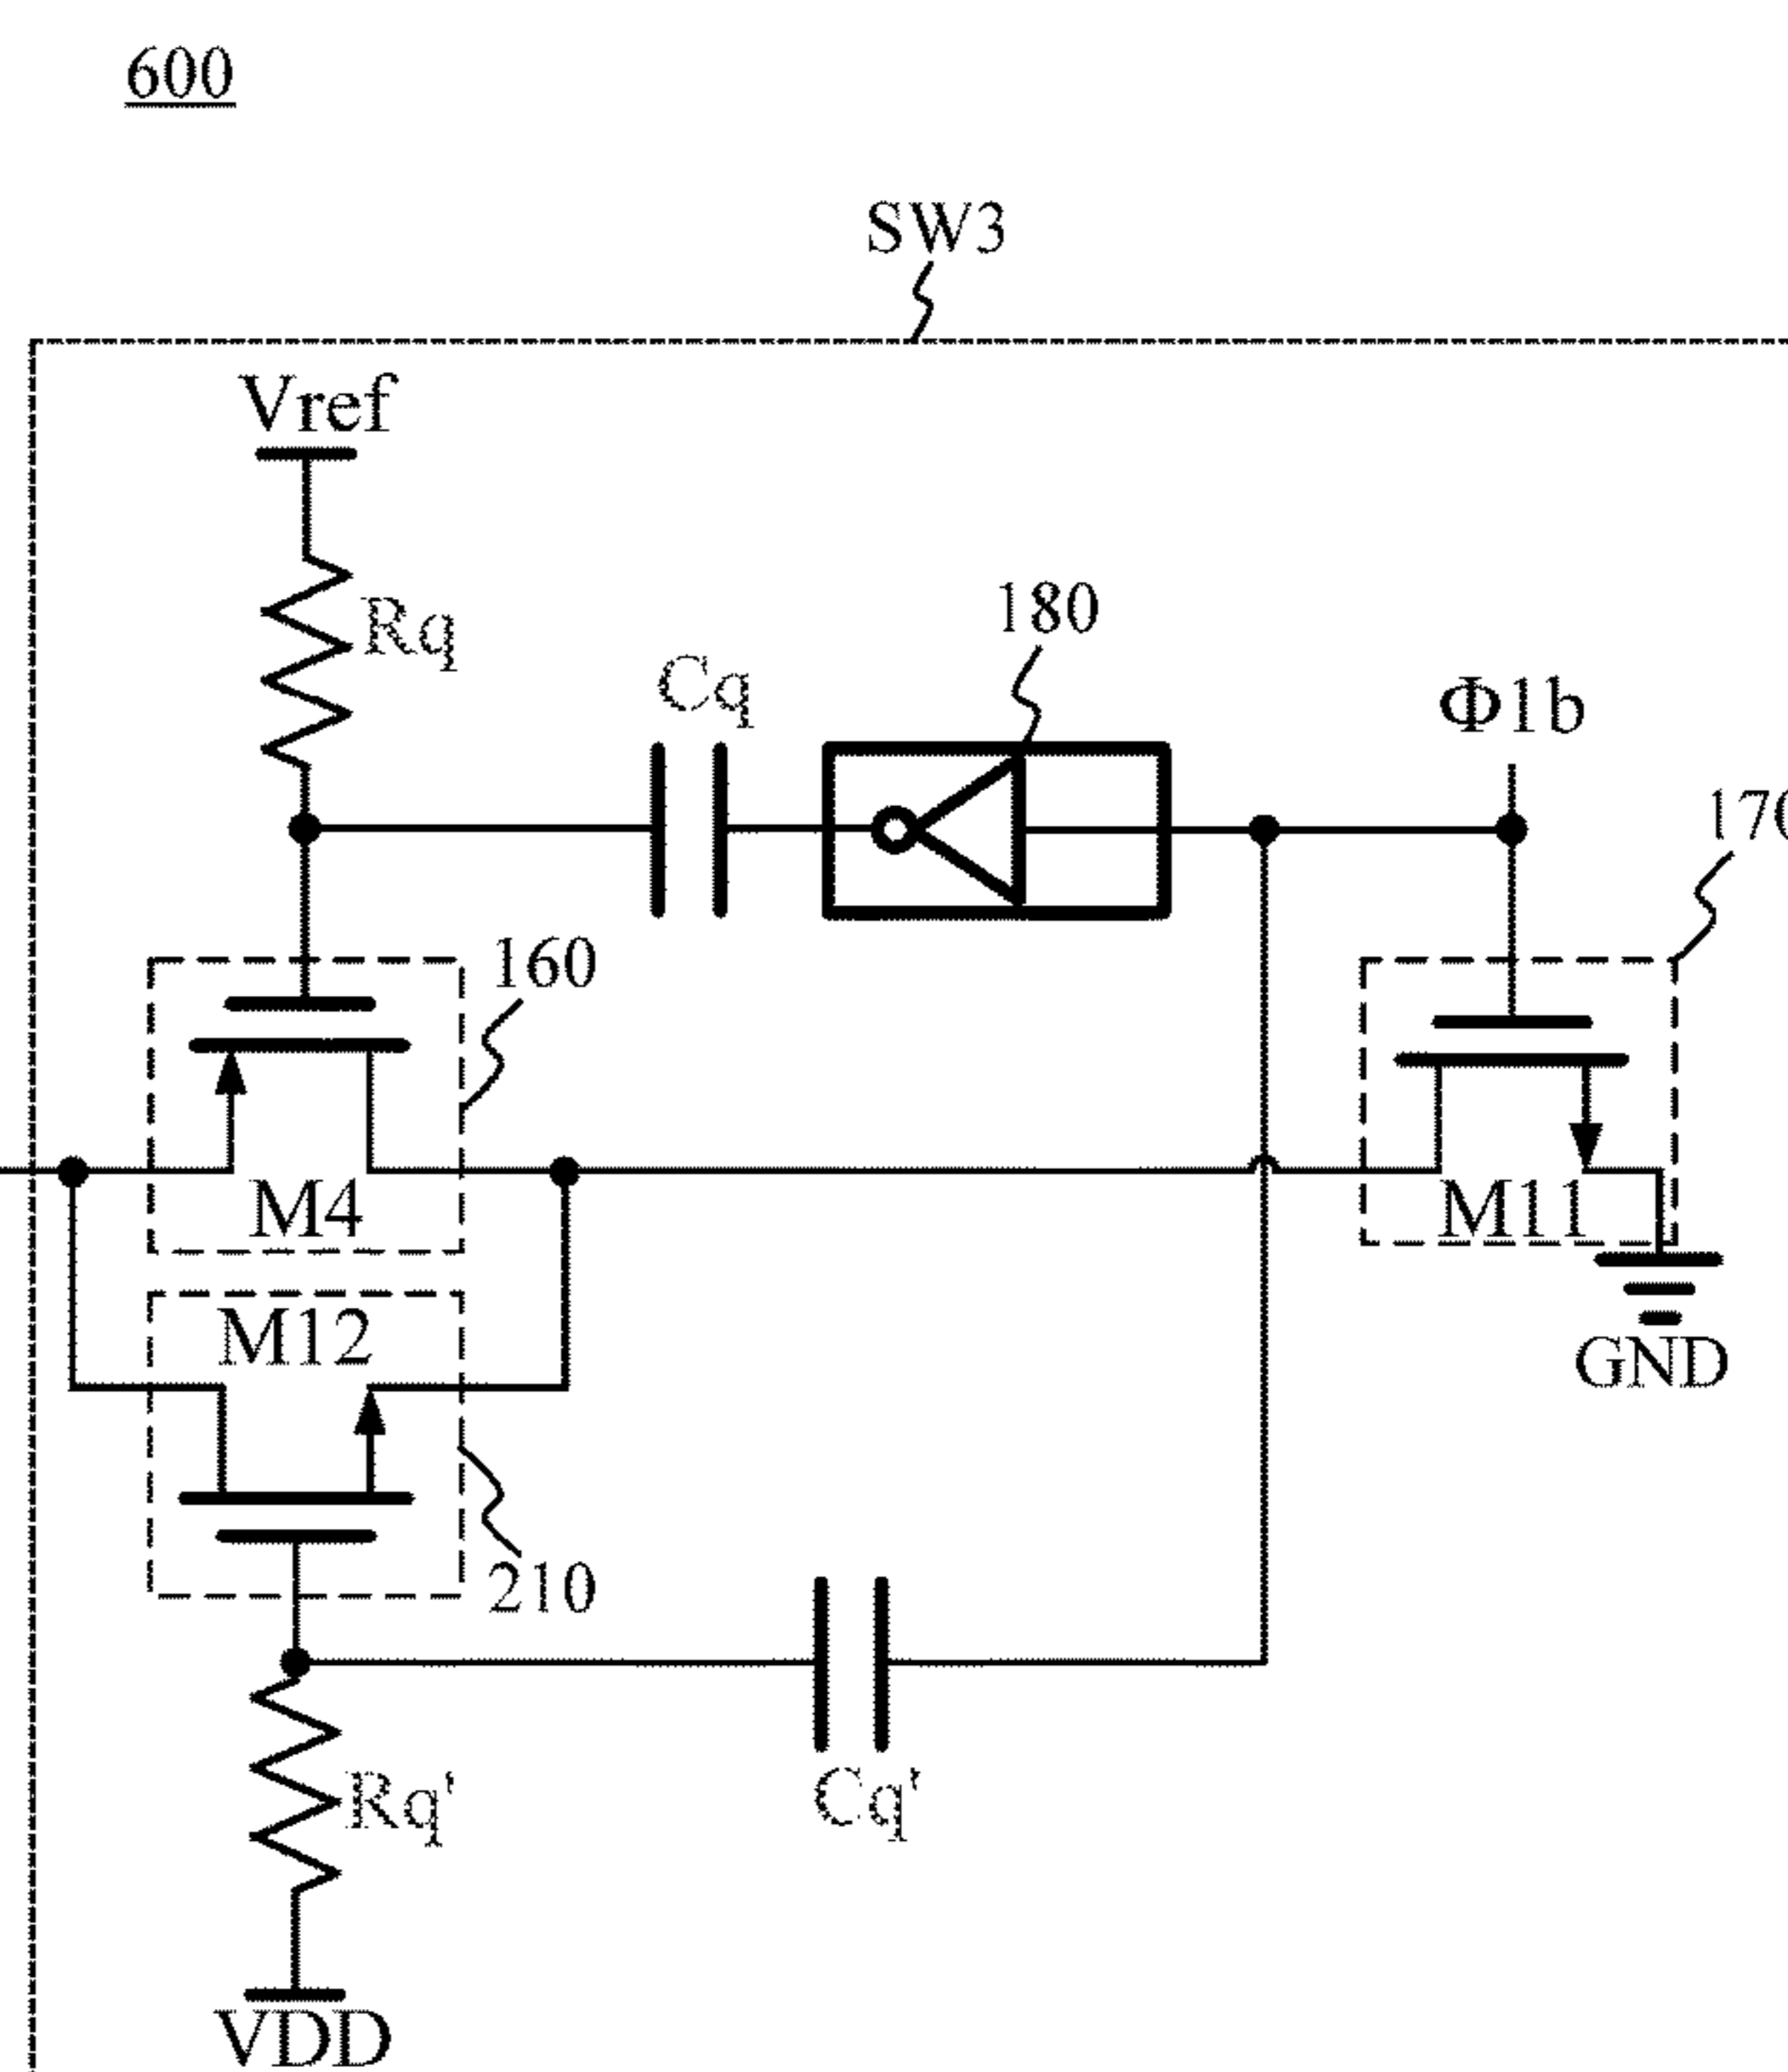 600
SW3
Vref
Rq
180
Cq
Φ1b
160
M4
M11
M12
GND
210
Rq'
Cq'
VDD